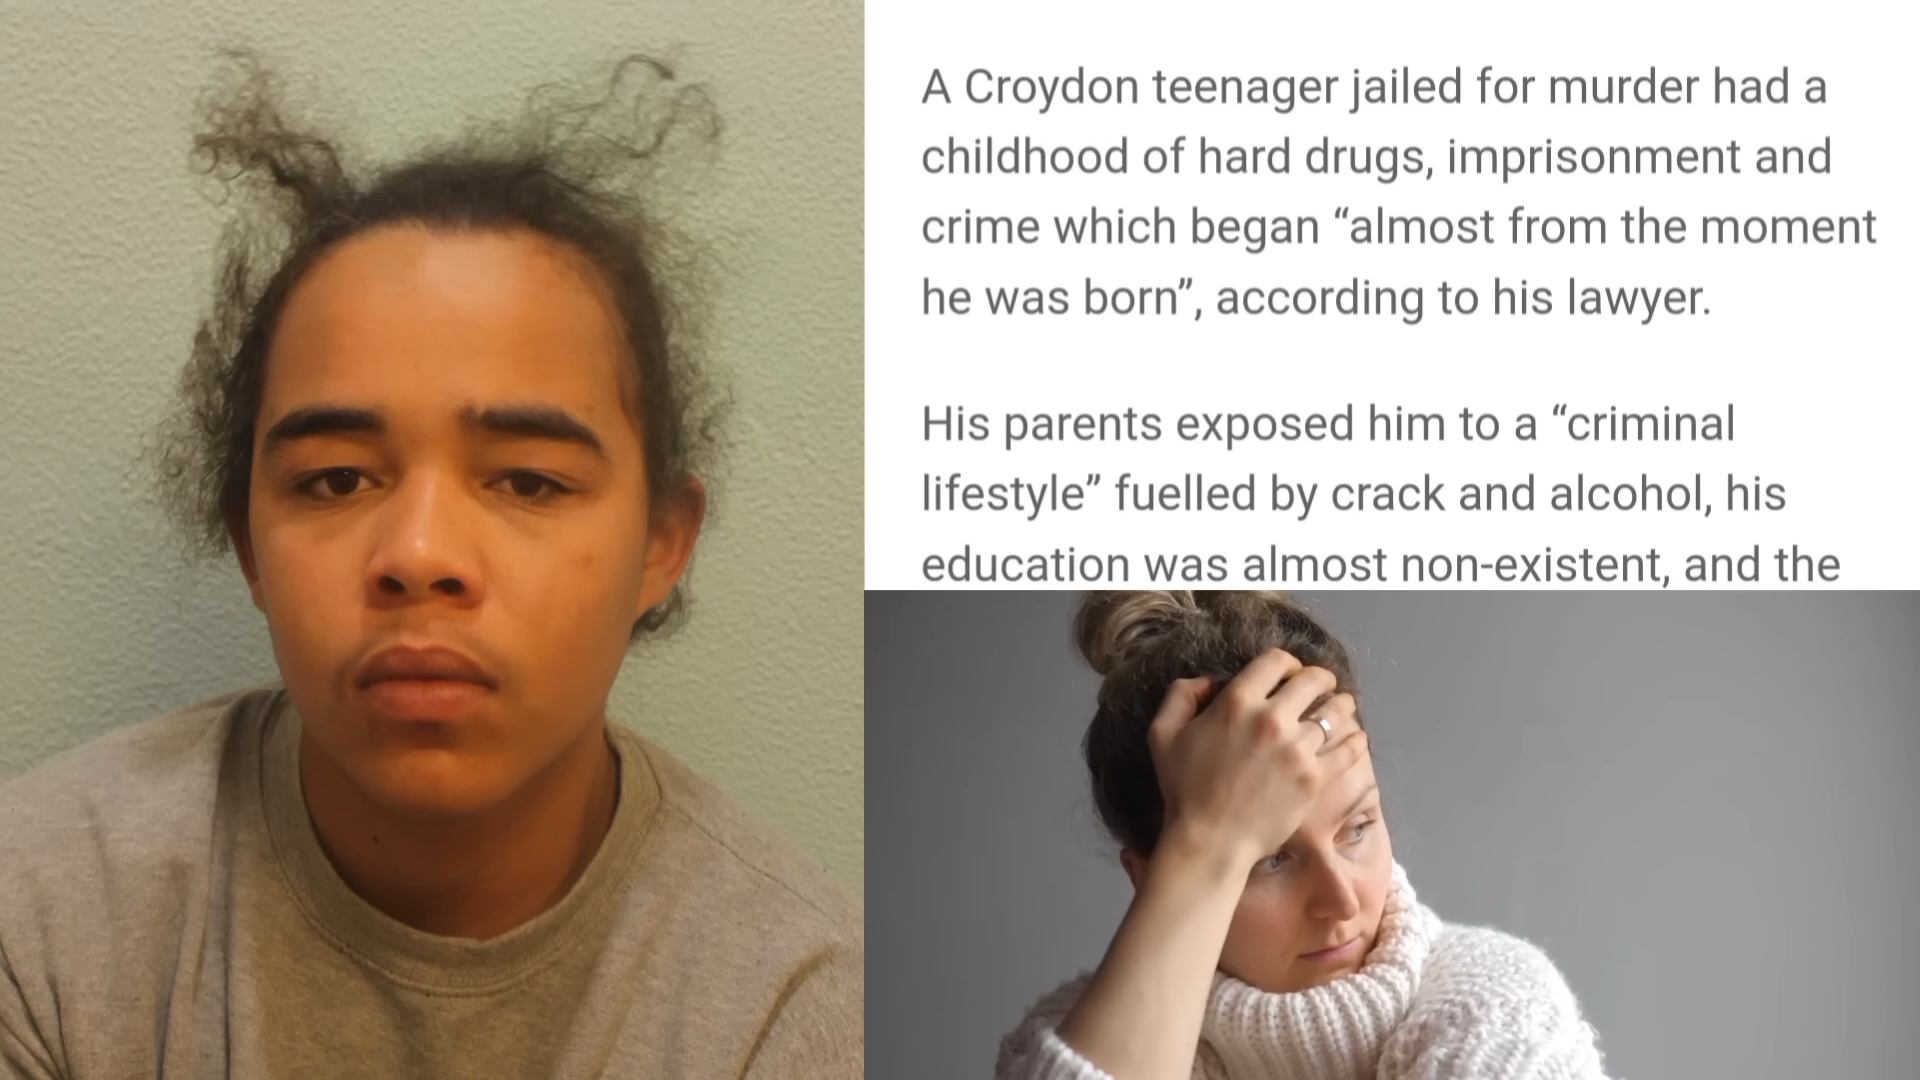 A Croydon teenager jailed for murder had a
childhood of hard drugs, imprisonment and
crime which began “almost from the moment
he was born”, according to his lawyer.
His parents exposed him to a “criminal
lifestyle” fuelled by crack and alcohol, his
education was almost non-existent, and the